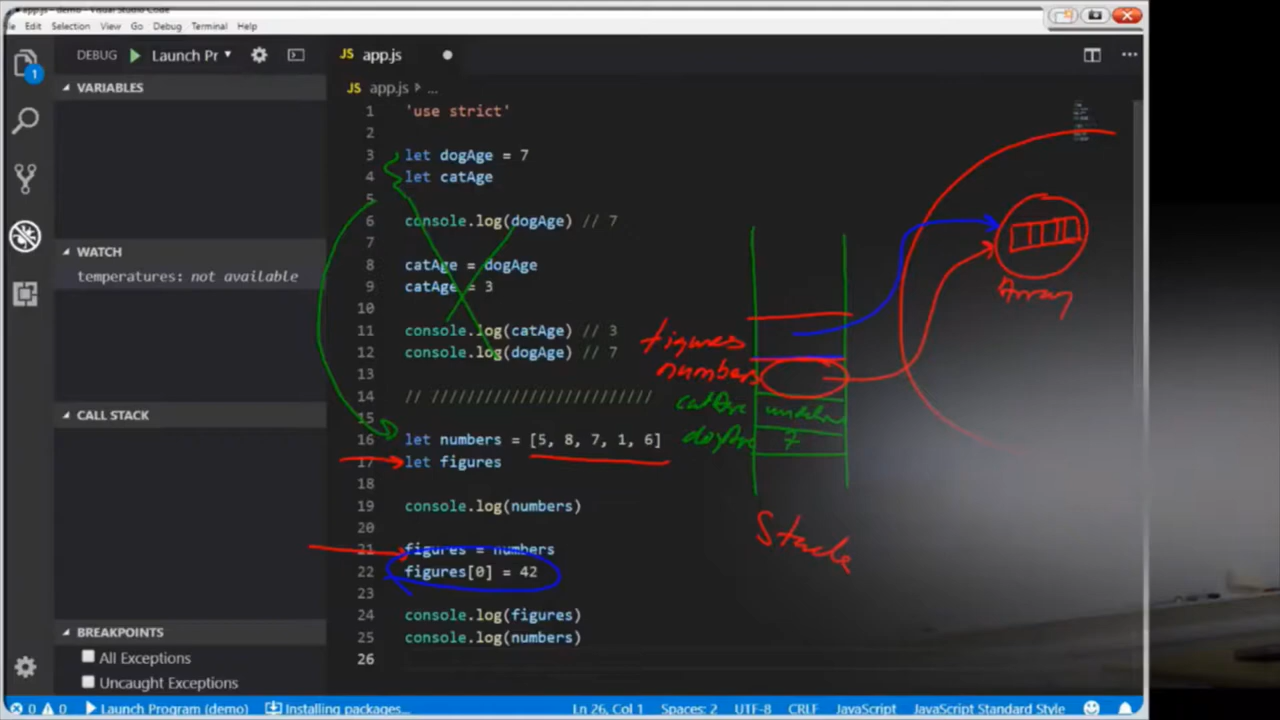 app.js - demo - Visual Studio Code
Edit Selection View Go Debug Terminal Help
DEBUG Launch Pr
JS app.js
JS app.js ...
VARIABLES
WATCH
temperatures: not available
CALL STACK
BREAKPOINTS
All Exceptions
Uncaught Exceptions
1
1 'use strict'
2
3 let dogAge = 7
4 let catAge
5
6 console.log(dogAge) // 7
7
8 catAge = dogAge
9 catAge = 3
10
11 console.log(catAge) // 3
12 console.log(dogAge) // 7
13
14 // /////////////////////////
15
16 let numbers = [5, 8, 7, 1, 6]
17 let figures
18
19 console.log(numbers)
20
21 figures = numbers
22 figures[0] = 42
23
24 console.log(figures)
25 console.log(numbers)
26
figures
numbers
catAge
dogAge 7
Stack
Array
0 0 Launch Program (demo) Installing packages... Ln 26, Col 1 Spaces: 2 UTF-8 CRLF JavaScript JavaScript Standard Style